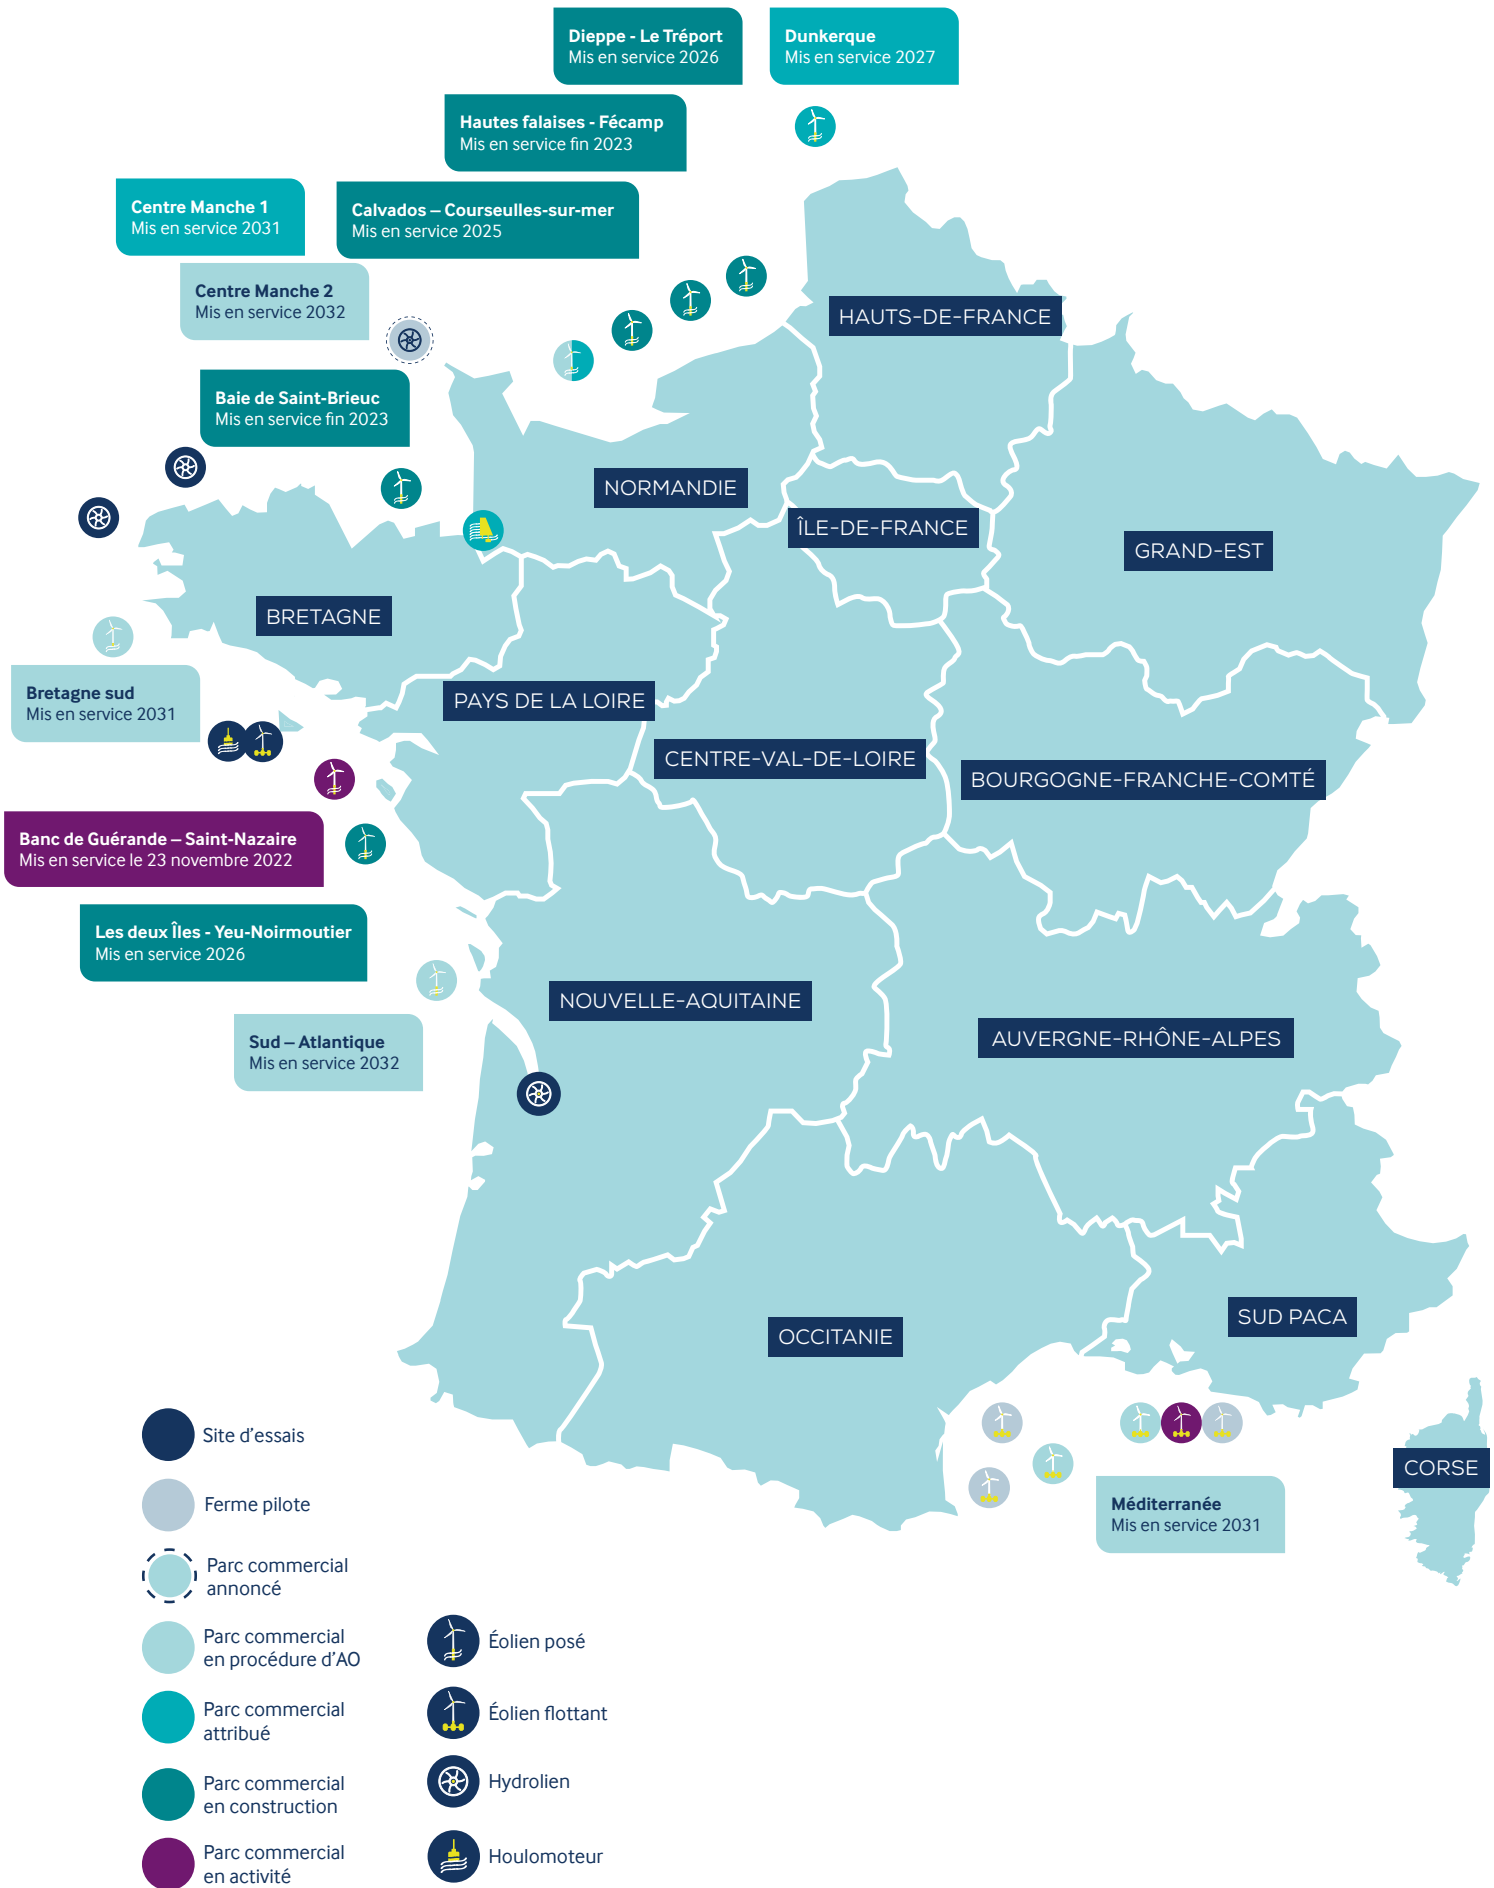 Dieppe - Le Tréport
Mis en service 2026
Dunkerque
Mis en service 2027
Hautes falaises - Fécamp
Mis en service fin 2023
Centre Manche 1
Mis en service 2031
Calvados – Courseulles-sur-mer
Mis en service 2025
Centre Manche 2
Mis en service 2032
HAUTS-DE-FRANCE
Baie de Saint-Brieuc
Mis en service fin 2023
NORMANDIE
ÎLE-DE-FRANCE
GRAND-EST
BRETAGNE
Bretagne sud
Mis en service 2031
PAYS DE LA LOIRE
CENTRE-VAL-DE-LOIRE
BOURGOGNE-FRANCHE-COMTÉ
Banc de Guérande – Saint-Nazaire
Mis en service le 23 novembre 2022
Les deux Îles - Yeu-Noirmoutier
Mis en service 2026
NOUVELLE-AQUITAINE
Sud – Atlantique
Mis en service 2032
AUVERGNE-RHÔNE-ALPES
SUD PACA
OCCITANIE
CORSE
Méditerranée
Mis en service 2031
Site d'essais
Ferme pilote
Parc commercial
annoncé
Parc commercial
en procédure d'AO
Parc commercial
attribué
Parc commercial
en construction
Parc commercial
en activité
Éolien posé
Éolien flottant
Hydrolien
Houlomoteur